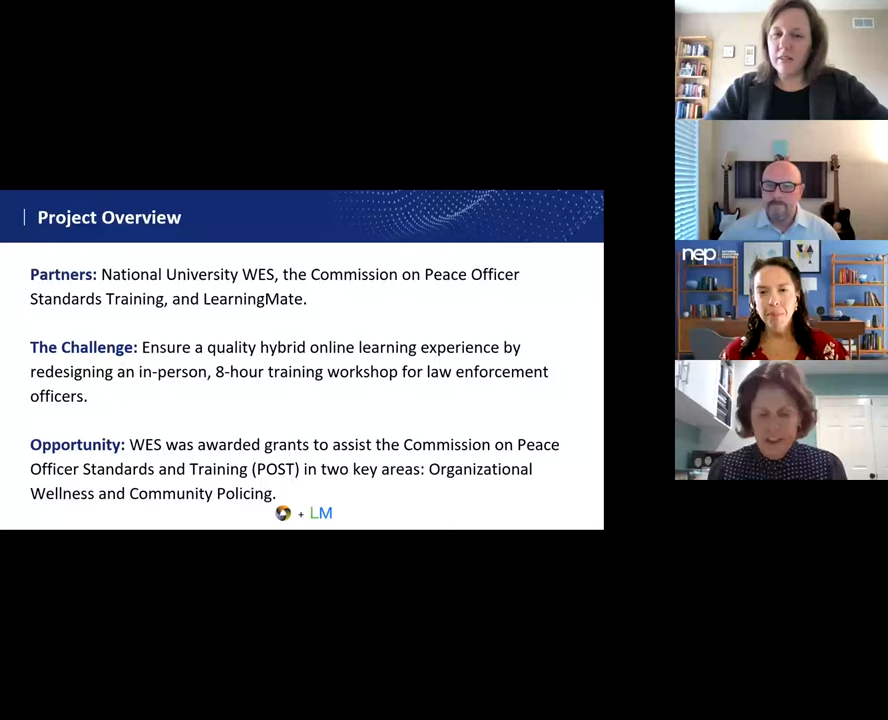 Project Overview
Partners: National University WES, the Commission on Peace Officer
Standards Training, and LearningMate.
The Challenge: Ensure a quality hybrid online learning experience by
redesigning an in-person, 8-hour training workshop for law enforcement
officers.
Opportunity: WES was awarded grants to assist the Commission on Peace
Officer Standards and Training (POST) in two key areas: Organizational
Wellness and Community Policing.
+ LM
nep